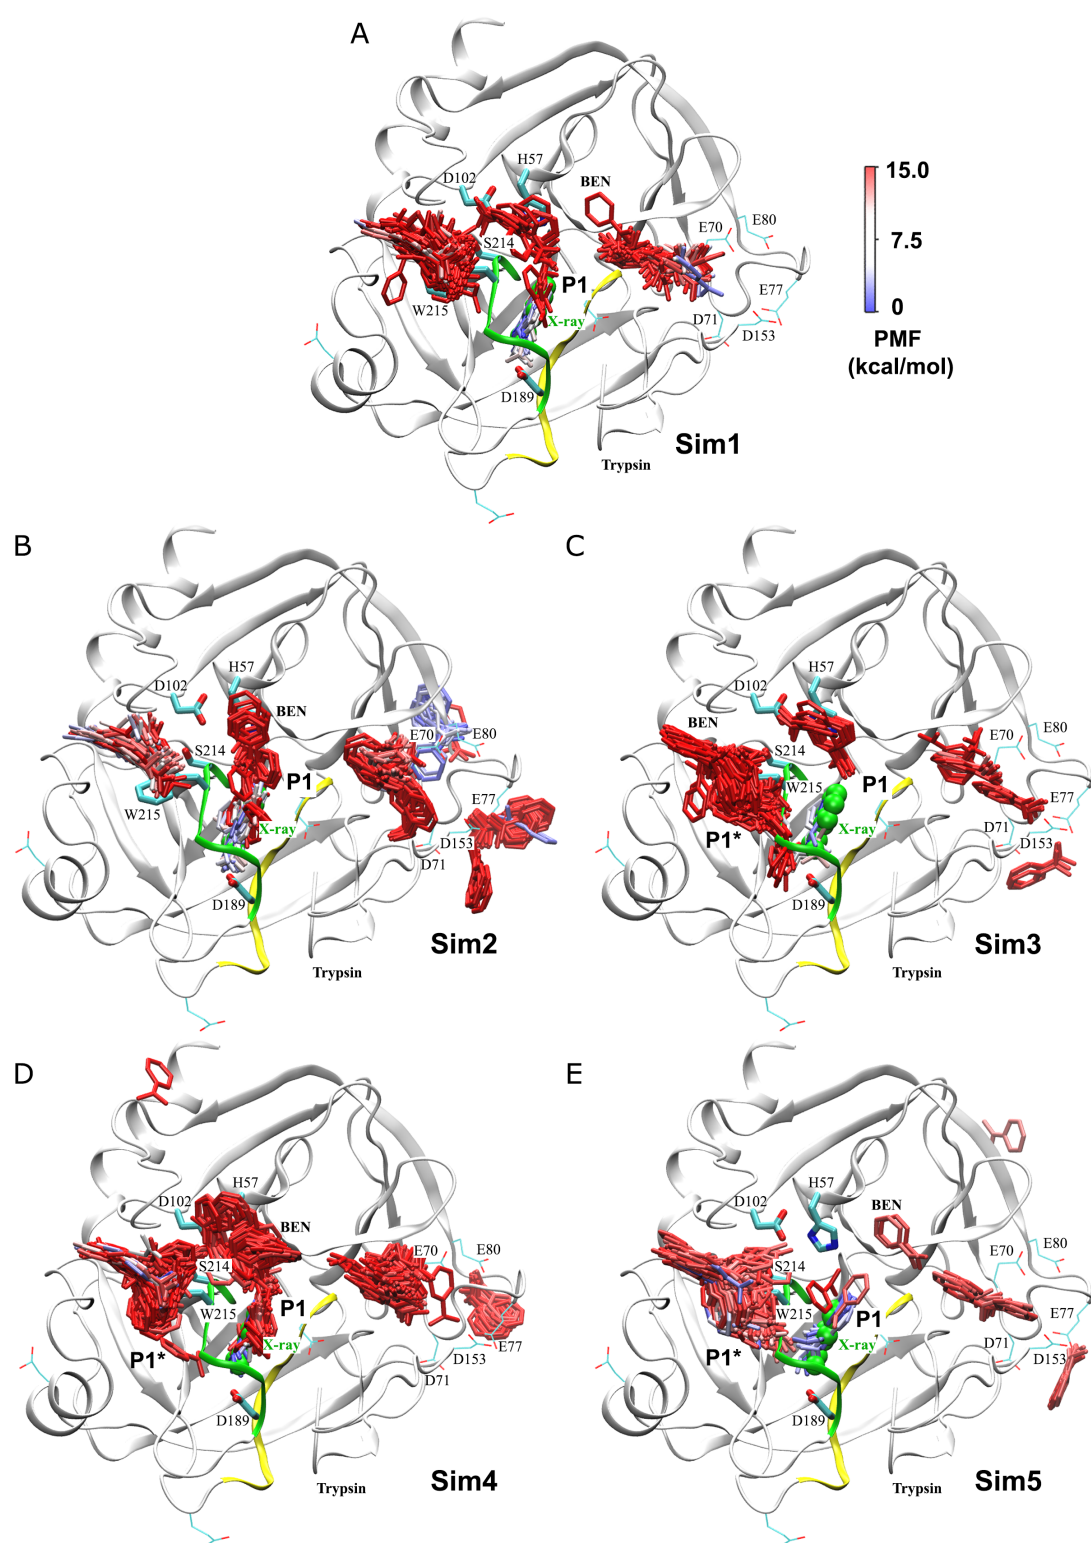 A
H57
D102
BEN
E70
E80
S214
P1
E77
W215
X-ray
D71
D153
D189
Sim1
Trypsin
15.0
7.5
0
PMF
(kcal/mol)
B
H57
D102
BEN
E70
E80
S214
P1
E77
W215
X-ray
D153
D71
D189
Sim2
Trypsin
C
H57
D102
BEN
E70
E80
S214
P1
W215
E77
P1*
X-ray
D71
D153
D189
Sim3
Trypsin
D
H57
D102
BEN
E70
E80
S214
P1
W215
X-ray
E77
P1*
D153
D71
D189
Sim4
Trypsin
E
H57
D102
BEN
E70
E80
S214
P1
W215
E77
X-ray
D71
P1*
D153
D189
Sim5
Trypsin